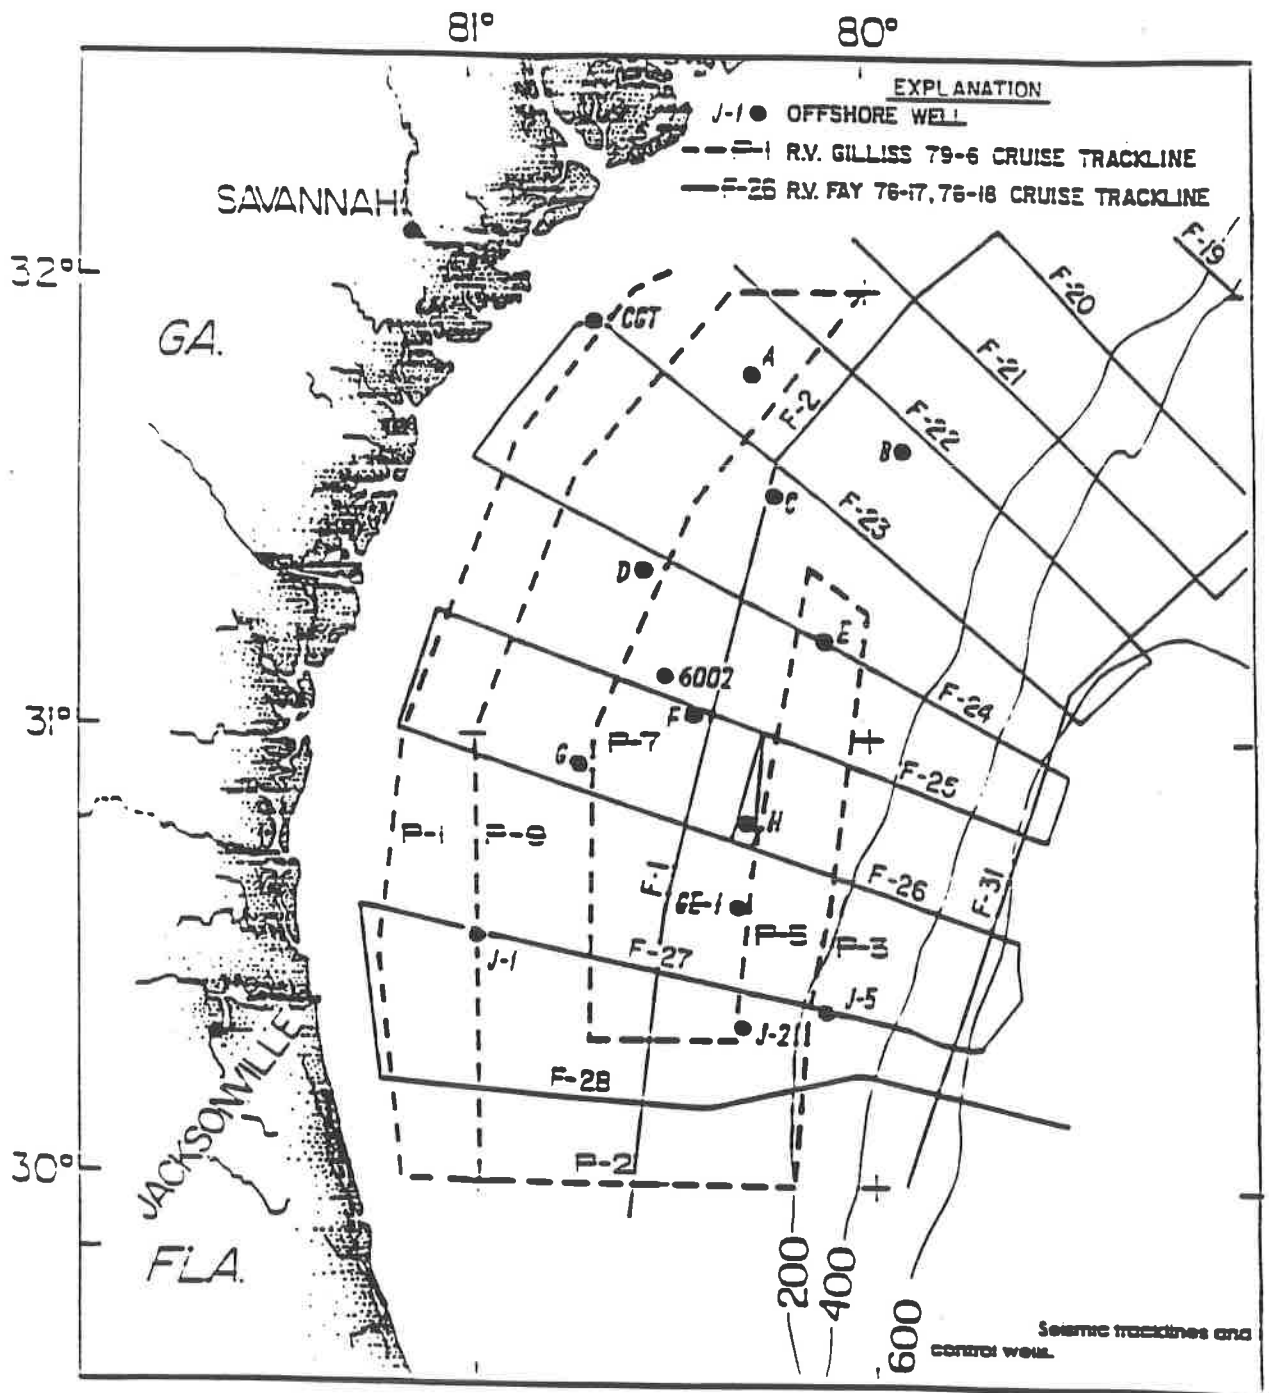 81° 80°
EXPLANATION
J-1 OFFSHORE WELL
P-1 R.V. GILLISS 79-6 CRUISE TRACKLINE
F-26 R.V. FAY 76-17, 76-18 CRUISE TRACKLINE
SAVANNAH
F-19
32°
F-20
CGT
GA.
A
F-21
F-2
F-22
B
C
F-23
D
E
6002
F-24
31°
F
P-7
G
F-25
H
P-1
P-9
F-1
F-26
F-31
GE-1
P-5
P-3
F-27
J-1
J-5
J-2
JACKSONVILLE
F-28
30°
P-2
FLA.
200
400
600
Seismic tracklines and
control wells.